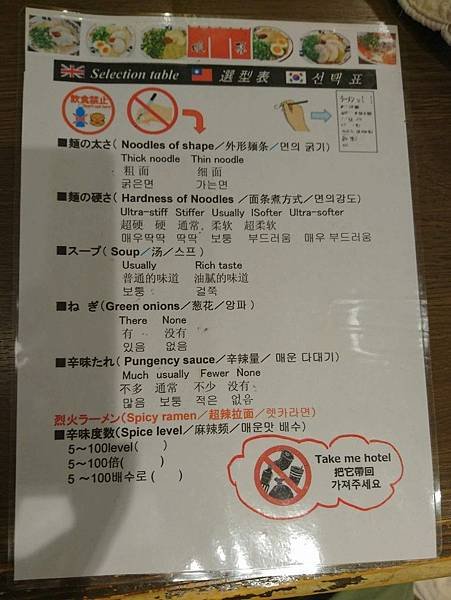 Selection table 選型表 선택표
飲食禁止
■麺の太さ( Noodles of shape／外形麺条／면의 굵기)
Thick noodle Thin noodle
粗面 细面
굵은면 가는면
■麺の硬さ( Hardness of Noodles ／面条煮方式／면의강도)
Ultra-stiff Stiffer Usually lSofter Ultra-softer
超硬 硬 通常, 柔软 超柔软
매우딱딱 딱딱 보통 부드러움 매우 부드러움
■スープ( Soup／汤／스프 )
Usually Rich taste
普通的味道 油腻的味道
보통 걸쭉
■ね ぎ(Green onions／葱花／앙파 )
There None
有 没有
있음 없음
■辛味たれ( Pungency sauce／辛辣量／ 매운 다대기)
Much usually Fewer None
不多 通常 不少 没有
많음 보통 적은 없음
烈火ラーメン(Spicy ramen／超辣拉面／렛카라면)
■辛味度数(Spice level／麻辣频／매운맛 배수)
5～100level( )
5～100倍( )
5 ～100배수로 ( )
Take me hotel
把它帶回
가져주세요